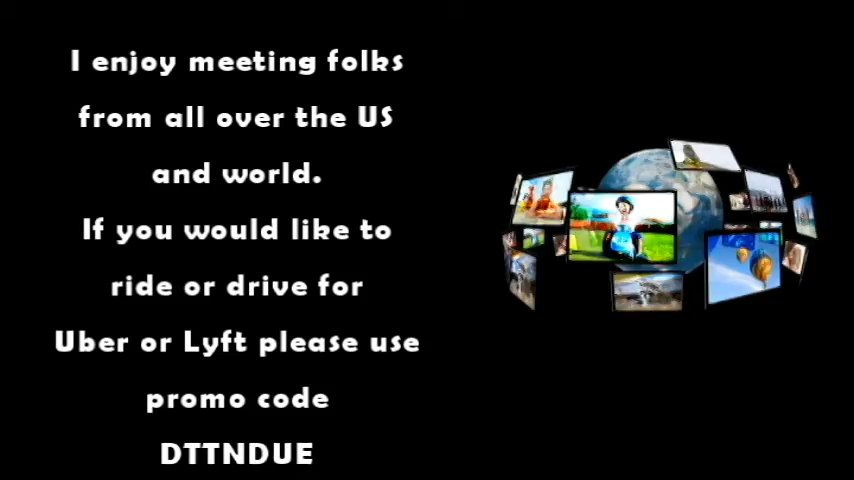 I enjoy meeting folks
from all over the US
and world.
If you would like to
ride or drive for
Uber or Lyft please use
promo code
DTTNDUE